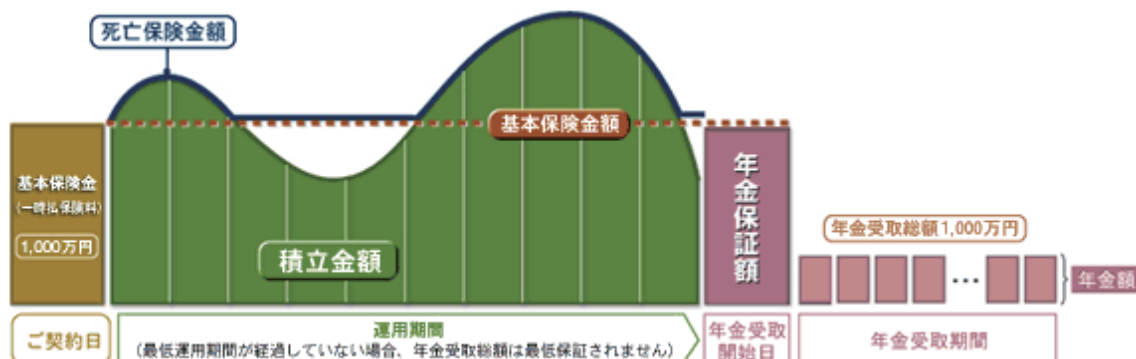 死亡保険金額
基本保険金額
基本保険金
(一時払保険料)
1,000万円
積立金額
年金保証額
年金受取総額1,000万円
…
年金額
ご契約日
運用期間
(最低運用期間が経過していない場合、年金受取総額は最低保証されません)
年金受取
開始日
年金受取期間